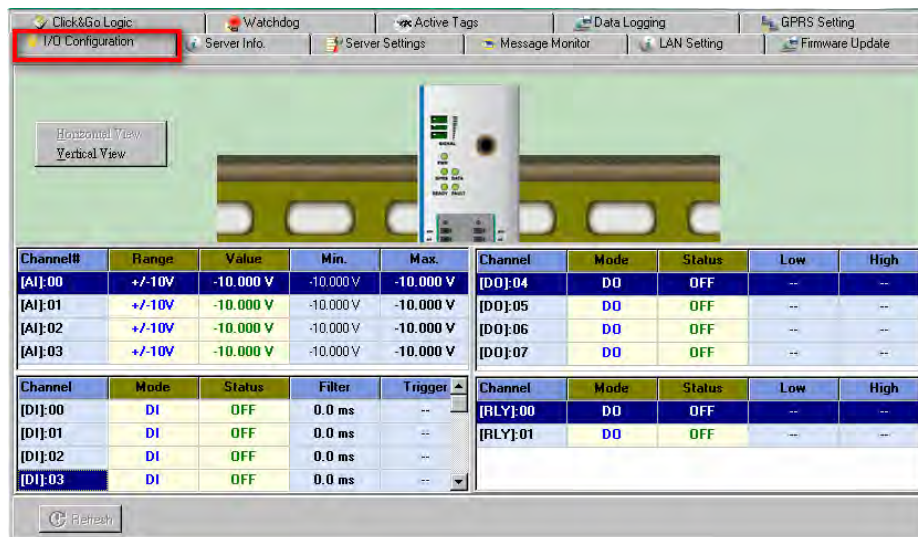 Click&Go Logic Watchdog Active Tags Data Logging GPRS Setting
I/O Configuration Server Info. Server Settings Message Monitor LAN Setting Firmware Update
Horizontal View
Vertical View
SIGNAL
PWR
GPRS DATA
READY FAULT
Channel# Range Value Min. Max.
[AI]:00 +/-10V -10.000 V -10.000 V -10.000 V
[AI]:01 +/-10V -10.000 V -10.000 V -10.000 V
[AI]:02 +/-10V -10.000 V -10.000 V -10.000 V
[AI]:03 +/-10V -10.000 V -10.000 V -10.000 V
Channel Mode Status Low High
[DO]:04 DO OFF -- --
[DO]:05 DO OFF -- --
[DO]:06 DO OFF -- --
[DO]:07 DO OFF -- --
Channel Mode Status Filter Trigger
[DI]:00 DI OFF 0.0 ms --
[DI]:01 DI OFF 0.0 ms --
[DI]:02 DI OFF 0.0 ms --
[DI]:03 DI OFF 0.0 ms --
Channel Mode Status Low High
[RLY]:00 DO OFF -- --
[RLY]:01 DO OFF -- --
Refresh